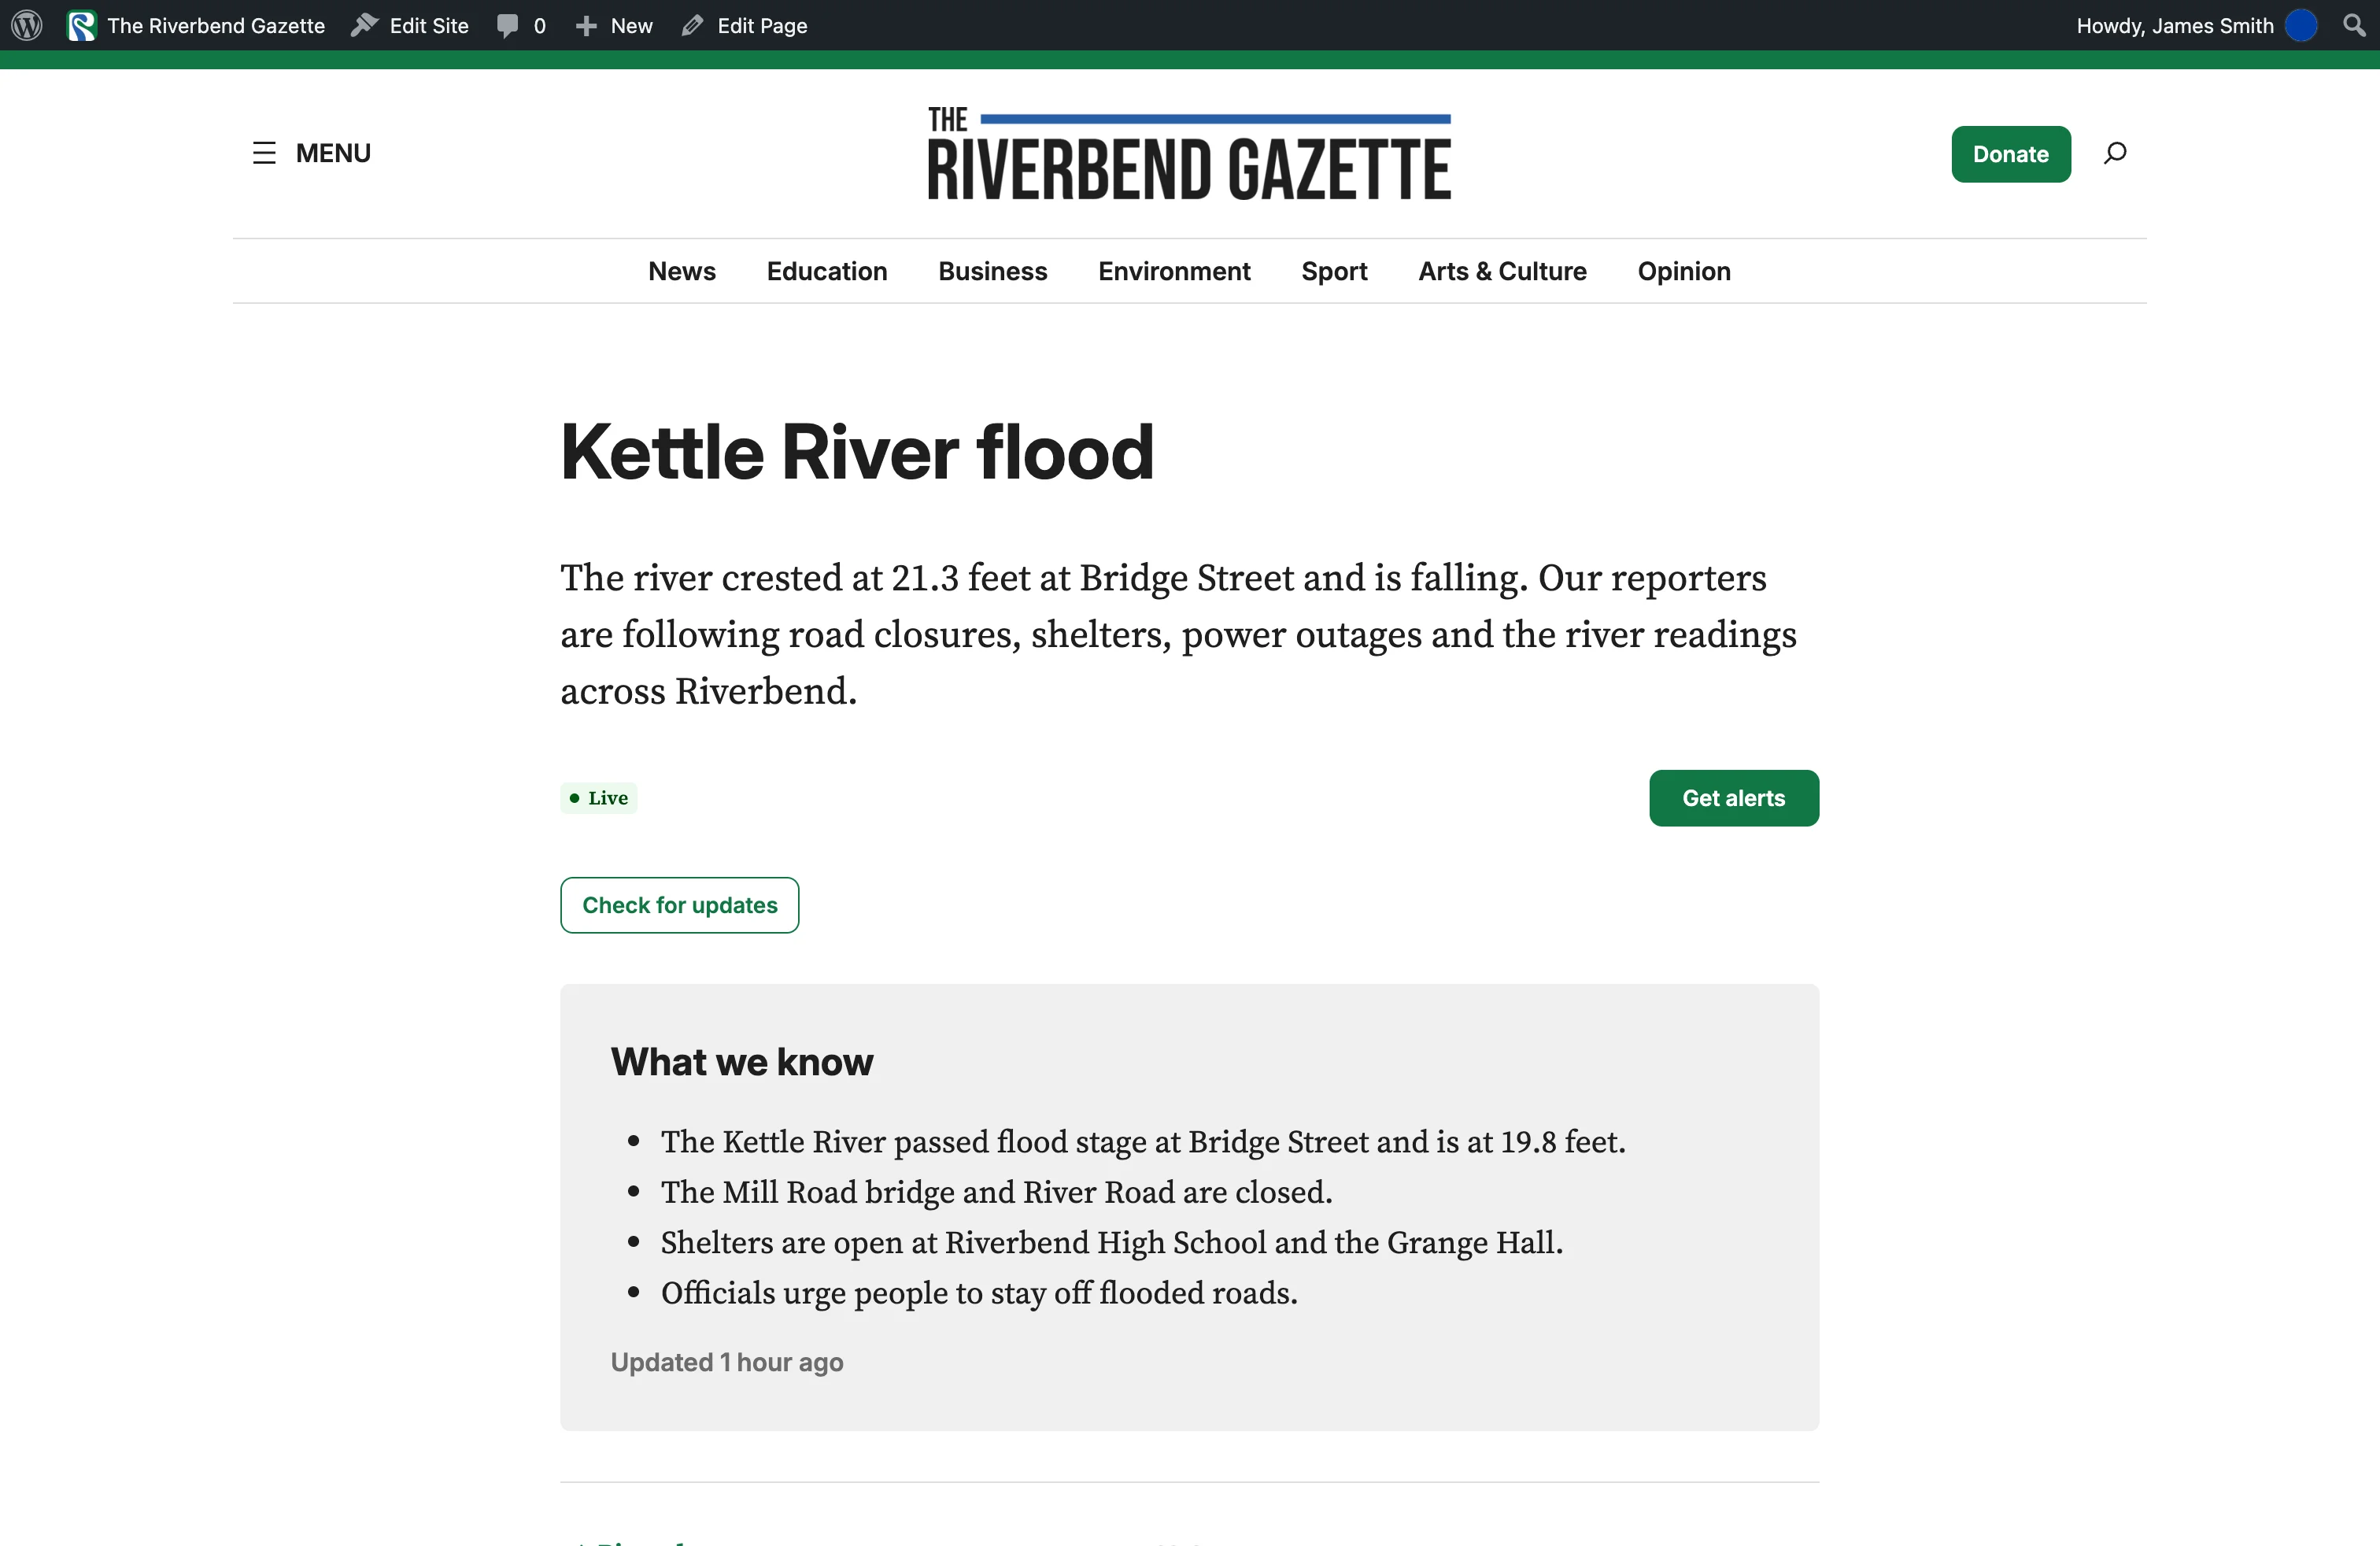 The Riverbend Gazette Edit Site 0 New Edit Page Howdy, James Smith
MENU
THE
RIVERBEND GAZETTE
Donate
News Education Business Environment Sport Arts & Culture Opinion
Kettle River flood
The river crested at 21.3 feet at Bridge Street and is falling. Our reporters
are following road closures, shelters, power outages and the river readings
across Riverbend.
Live
Get alerts
Check for updates
What we know
The Kettle River passed flood stage at Bridge Street and is at 19.8 feet.
The Mill Road bridge and River Road are closed.
Shelters are open at Riverbend High School and the Grange Hall.
Officials urge people to stay off flooded roads.
Updated 1 hour ago